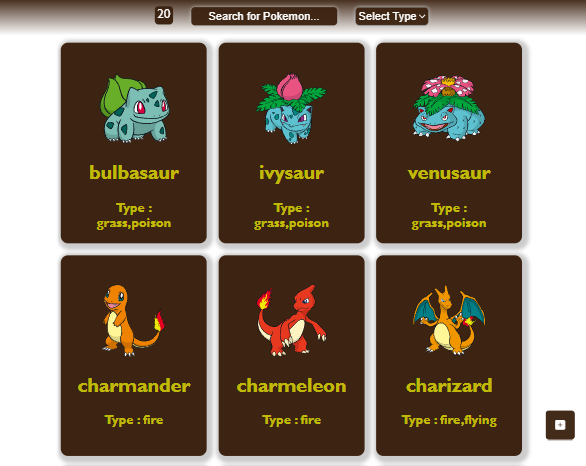 20 Search for Pokemon... Select Type
bulbasaur ivysaur venusaur
Type : Type : Type :
grass,poison grass,poison grass,poison
charmander charmeleon charizard
Type : fire Type : fire Type : fire,flying